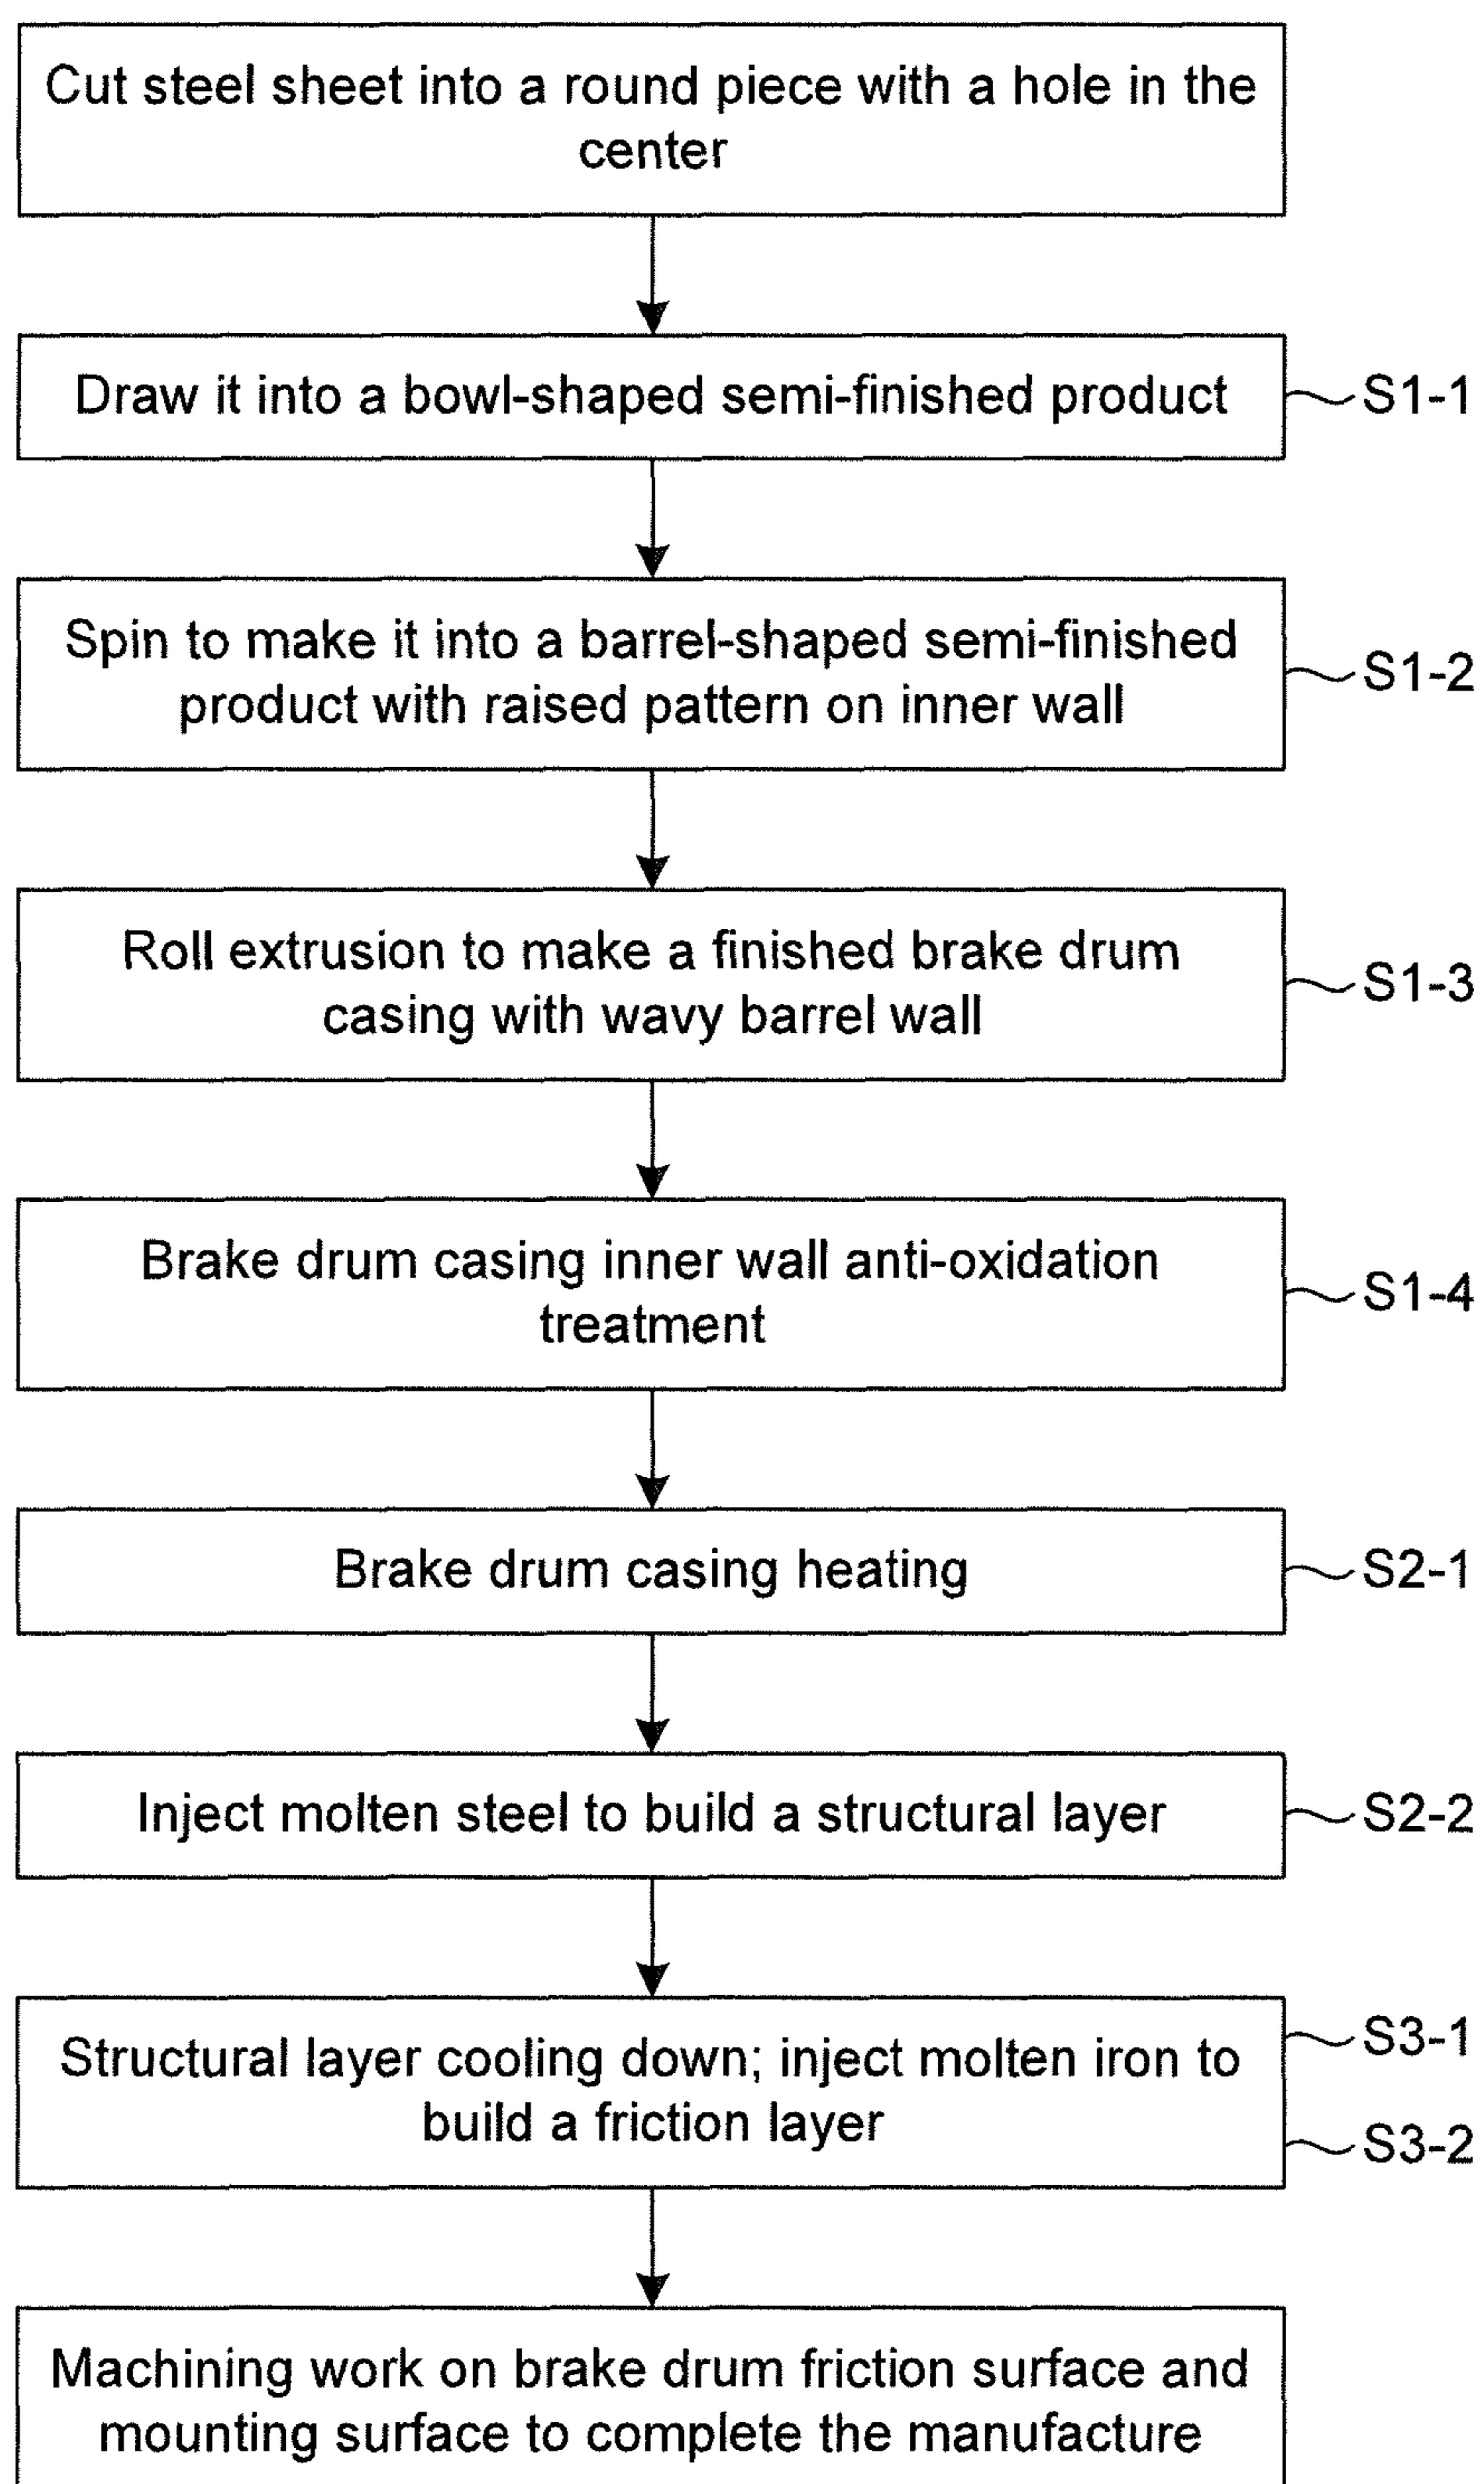 Cut steel sheet into a round piece with a hole in the
center
Draw it into a bowl-shaped semi-finished product
S1-1
Spin to make it into a barrel-shaped semi-finished
product with raised pattern on inner wall
S1-2
Roll extrusion to make a finished brake drum
casing with wavy barrel wall
S1-3
Brake drum casing inner wall anti-oxidation
treatment
S1-4
Brake drum casing heating
S2-1
Inject molten steel to build a structural layer
S2-2
Structural layer cooling down; inject molten iron to
build a friction layer
S3-1
S3-2
Machining work on brake drum friction surface and
mounting surface to complete the manufacture